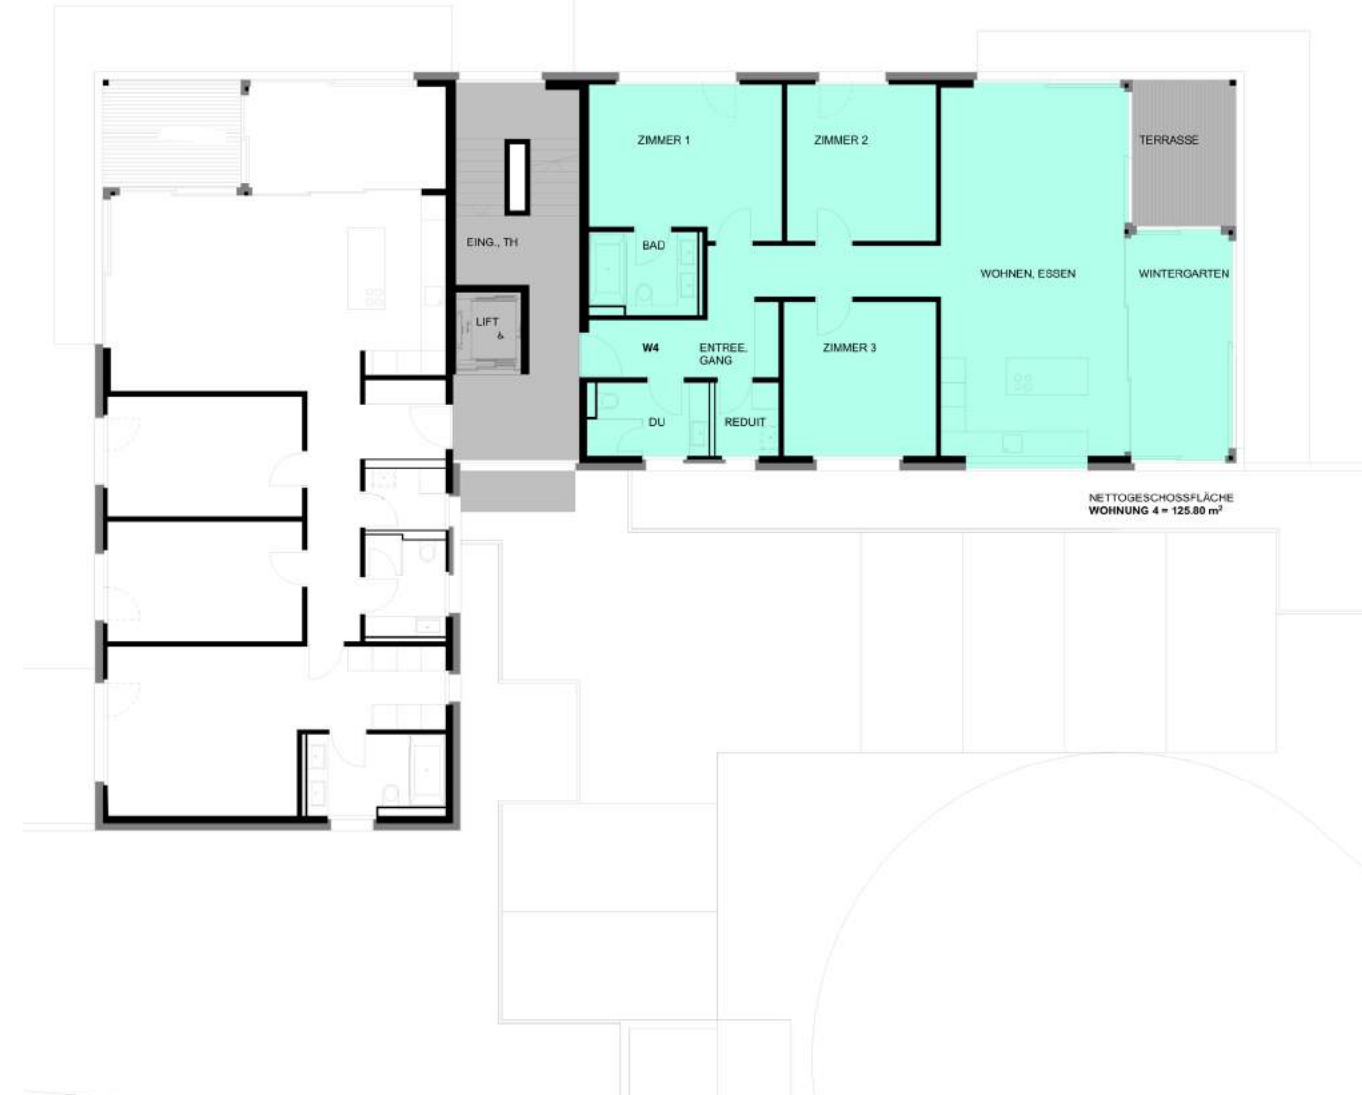 ZIMMER 1
ZIMMER 2
TERRASSE
EING., TH
BAD
WOHNEN, ESSEN
WINTERGARTEN
LIFT
W4
ENTREE,
GANG
ZIMMER 3
DU
REDUIT
NETTOGESCHOSSFLÄCHE
WOHNUNG 4 = 125.80 m²